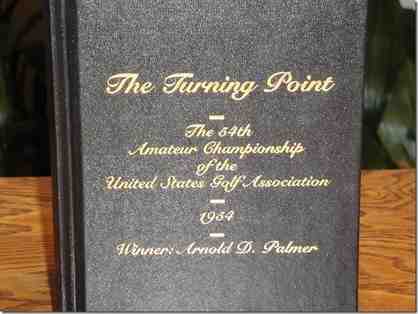 The Turning Point
The 54th
Amateur Championship
of the
United States Golf Association
1954
Winner: Arnold D. Palmer